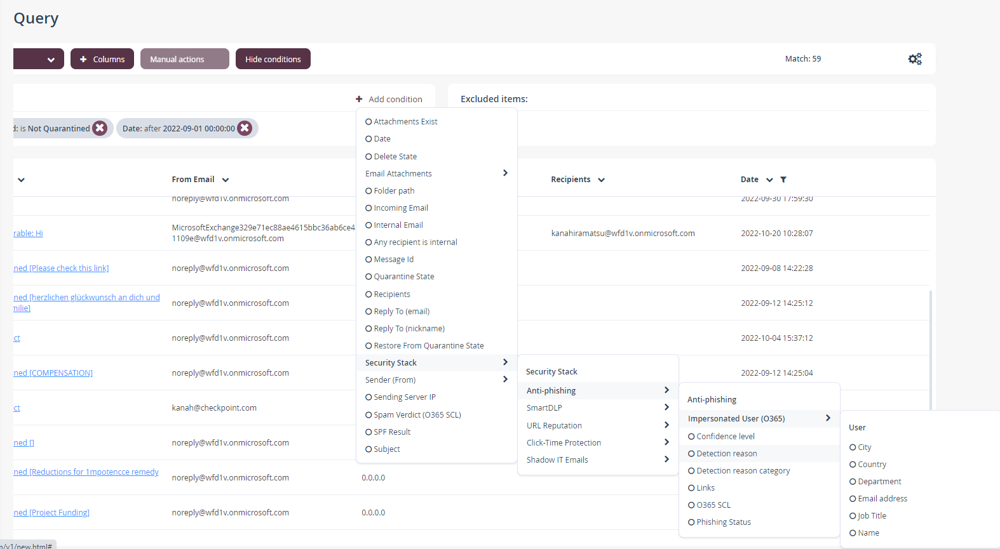 Query
Columns
Manual actions
Hide conditions
Match: 59
Add condition
Excluded items:
d: is Not Quarantined
Date: after 2022-09-01 00:00:00
From Email
Recipients
Date
noreply@wfd1v.onmicrosoft.com
2022-09-30 17:59:30
rable: Hi
MicrosoftExchange329e71ec88ae4615bbc36ab6ce4
1109e@wfd1v.onmicrosoft.com
kanahiramatsu@wfd1v.onmicrosoft.com
2022-10-20 10:28:07
ned [Please check this link]
noreply@wfd1v.onmicrosoft.com
2022-09-08 14:22:28
ned [herzlichen glückwunsch an dich und
milie]
noreply@wfd1v.onmicrosoft.com
2022-09-12 14:25:12
ct
noreply@wfd1v.onmicrosoft.com
2022-10-04 15:37:12
ned [COMPENSATION]
noreply@wfd1v.onmicrosoft.com
2022-09-12 14:25:04
ct
kanah@checkpoint.com
ned []
noreply@wfd1v.onmicrosoft.com
ned [Reductions for 1mpotencce remedy
noreply@wfd1v.onmicrosoft.com
0.0.0.0
ned [Project Funding]
noreply@wfd1v.onmicrosoft.com
0.0.0.0
Attachments Exist
Date
Delete State
Email Attachments
Folder path
Incoming Email
Internal Email
Any recipient is internal
Message Id
Quarantine State
Recipients
Reply To (email)
Reply To (nickname)
Restore From Quarantine State
Security Stack
Sender (From)
Sending Server IP
Spam Verdict (O365 SCL)
SPF Result
Subject
Security Stack
Anti-phishing
SmartDLP
URL Reputation
Click-Time Protection
Shadow IT Emails
Anti-phishing
Impersonated User (O365)
Confidence level
Detection reason
Detection reason category
Links
O365 SCL
Phishing Status
User
City
Country
Department
Email address
Job Title
Name
m/v1/new.html#